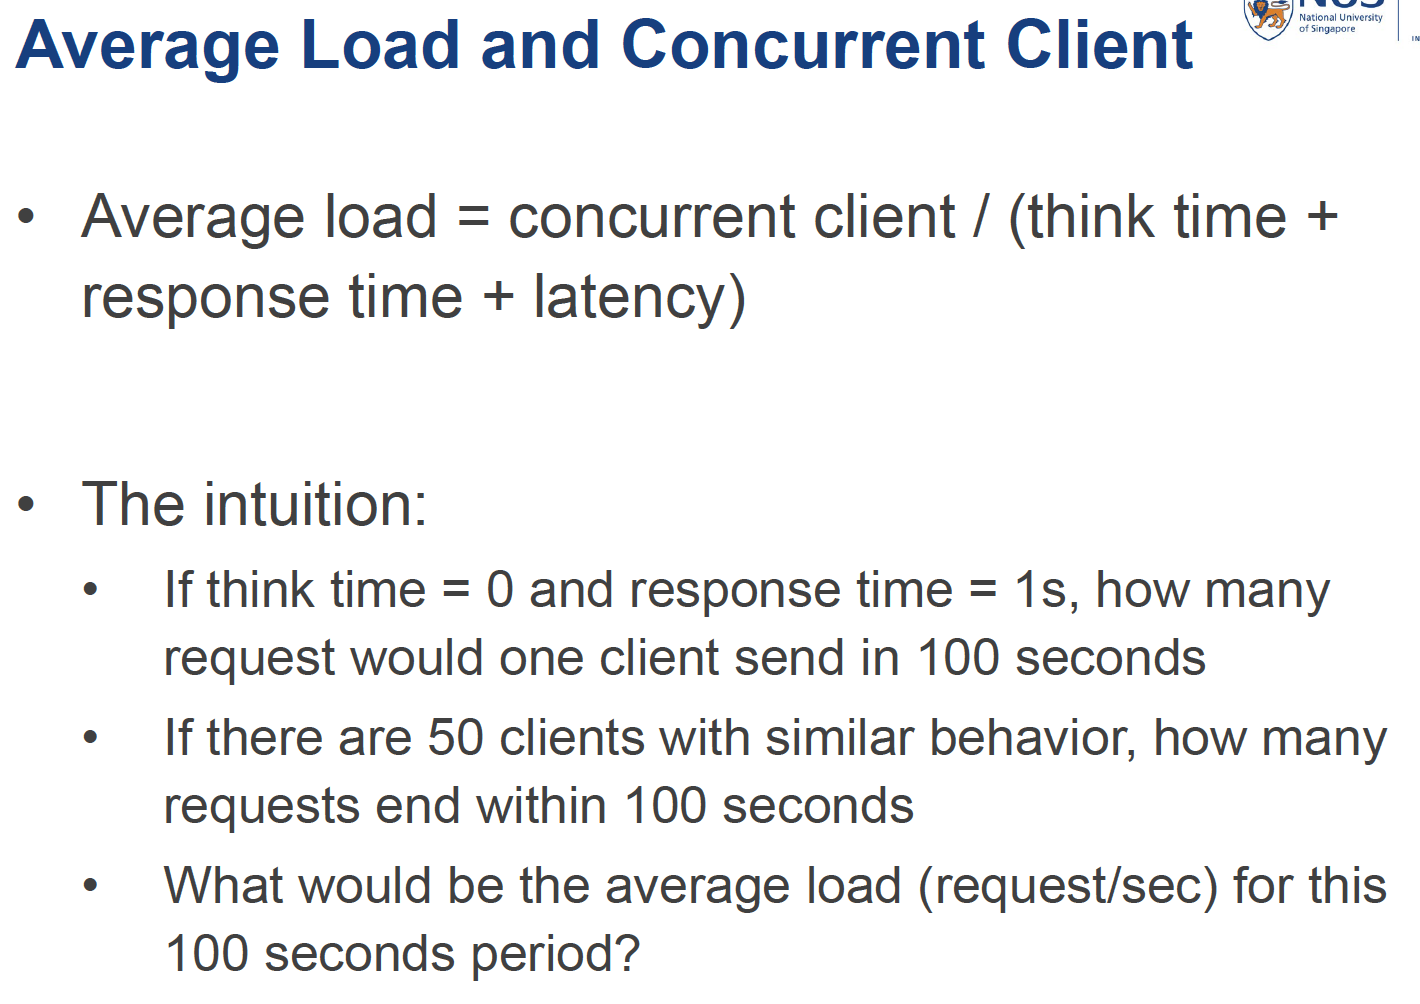 Average Load and Concurrent Client
National University
of Singapore
IN
• Average load = concurrent client / (think time +
response time + latency)
• The intuition:
• If think time = 0 and response time = 1s, how many
request would one client send in 100 seconds
• If there are 50 clients with similar behavior, how many
requests end within 100 seconds
• What would be the average load (request/sec) for this
100 seconds period?